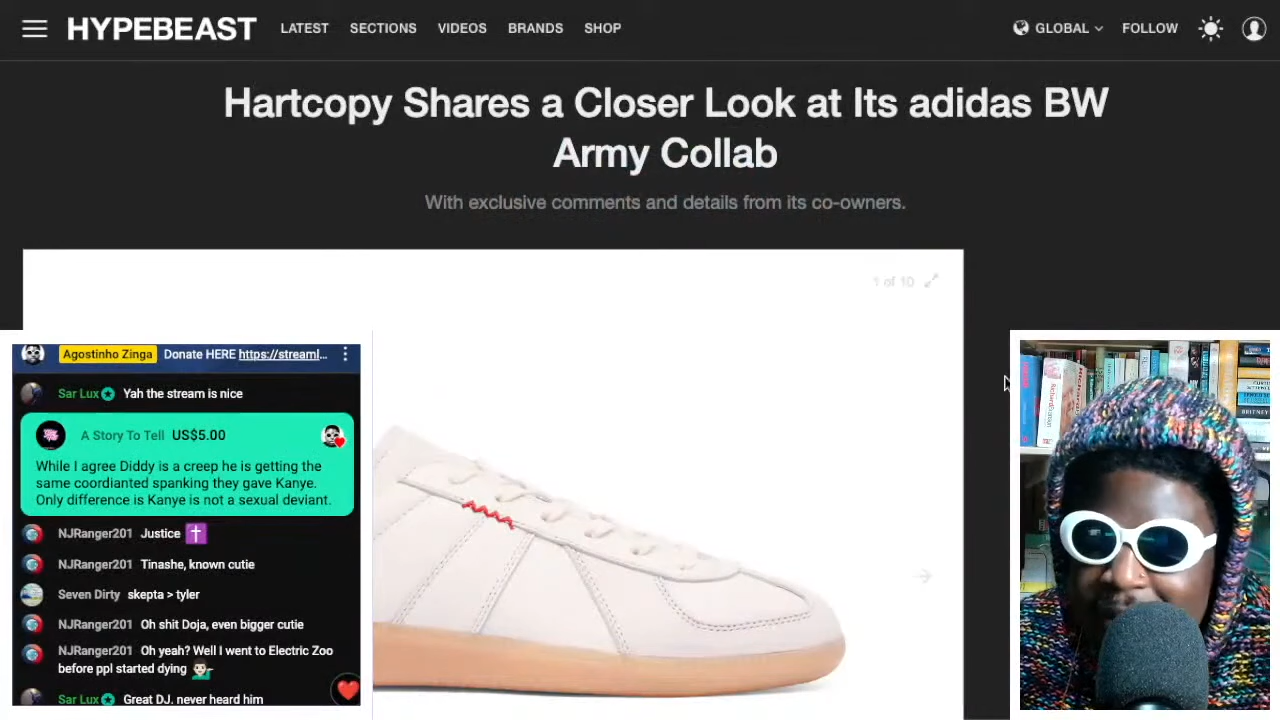 HYPEBEAST LATEST SECTIONS VIDEOS BRANDS SHOP GLOBAL FOLLOW
Hartcopy Shares a Closer Look at Its adidas BW
Army Collab
With exclusive comments and details from its co-owners.
1 of 10
Agostinho Zinga Donate HERE https://streaml...
Sar Lux Yah the stream is nice
A Story To Tell US$5.00
While I agree Diddy is a creep he is getting the
same coordianted spanking they gave Kanye.
Only difference is Kanye is not a sexual deviant.
NJRanger201 Justice
NJRanger201 Tinashe, known cutie
Seven Dirty skepta > tyler
NJRanger201 Oh shit Doja, even bigger cutie
NJRanger201 Oh yeah? Well I went to Electric Zoo
before ppl started dying
Sar Lux Great DJ. never heard him